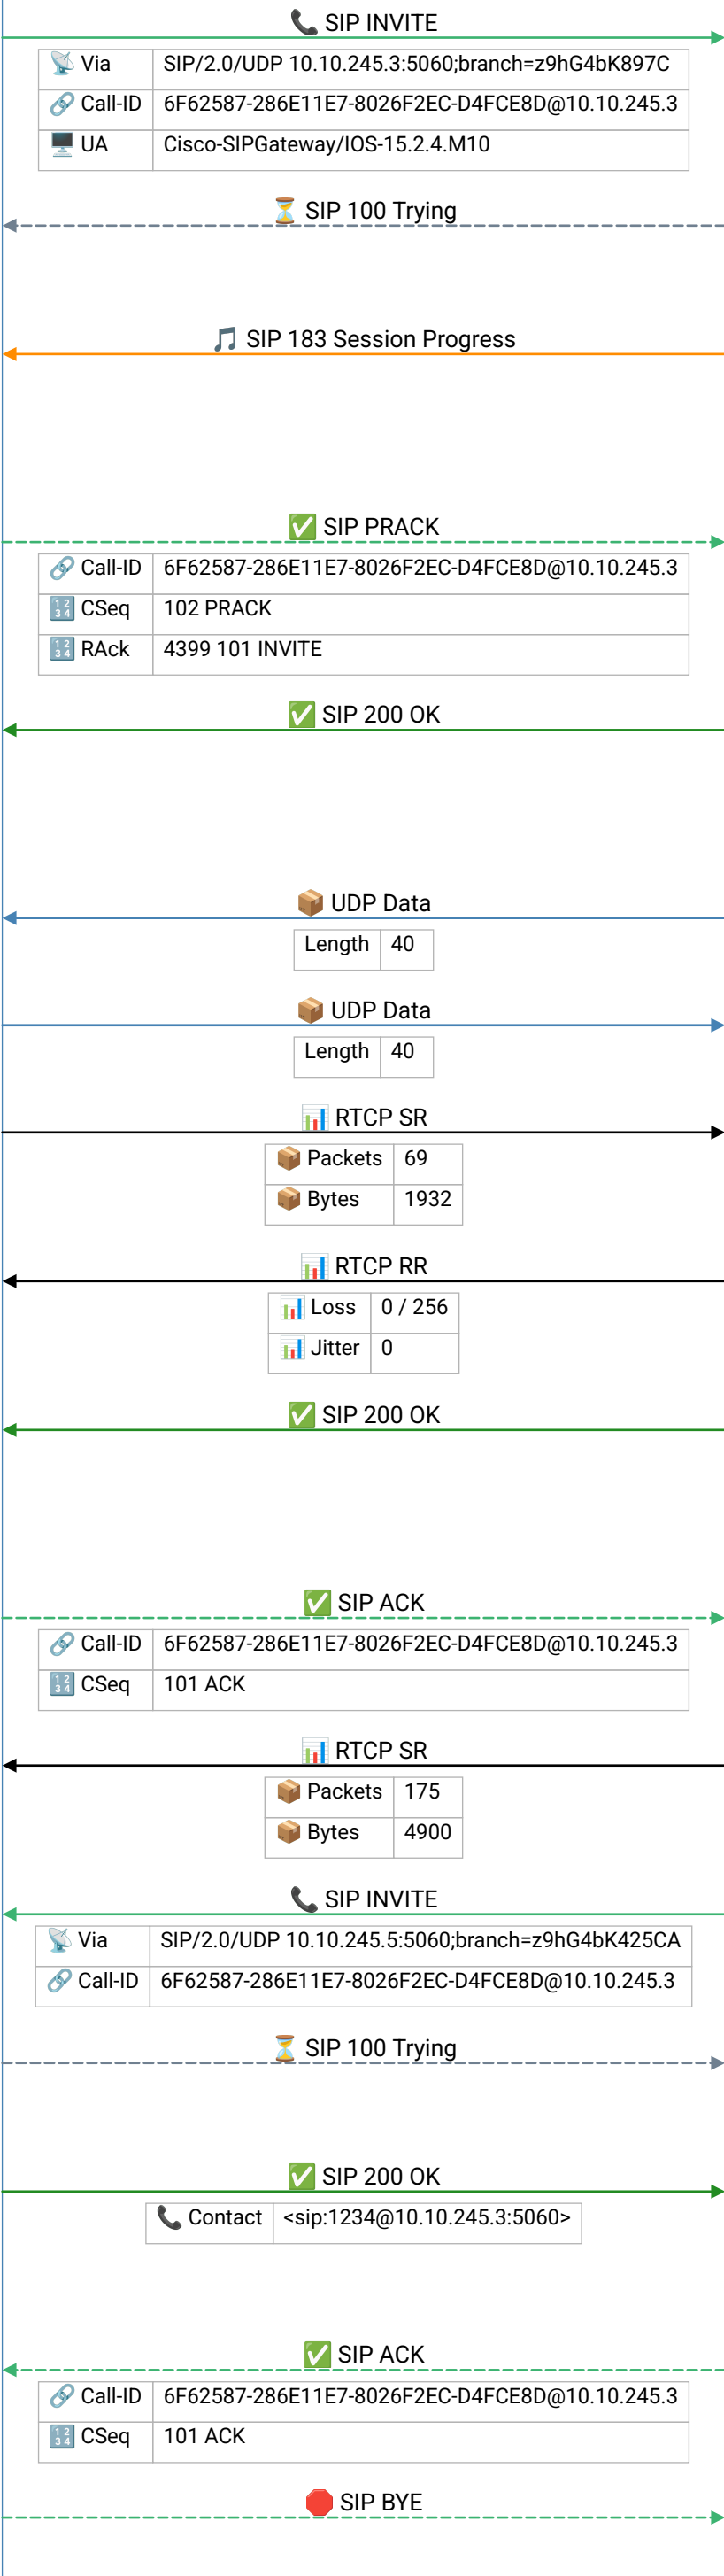 📞 SIP INVITE
📡 Via SIP/2.0/UDP 10.10.245.3:5060;branch=z9hG4bK897C
🔗 Call-ID 6F62587-286E11E7-8026F2EC-D4FCE8D@10.10.245.3
🖥️ UA Cisco-SIPGateway/IOS-15.2.4.M10
⏳ SIP 100 Trying
🎵 SIP 183 Session Progress
✅ SIP PRACK
🔗 Call-ID 6F62587-286E11E7-8026F2EC-D4FCE8D@10.10.245.3
🔢 CSeq 102 PRACK
🔢 RAck 4399 101 INVITE
✅ SIP 200 OK
📦 UDP Data
Length 40
📦 UDP Data
Length 40
📊 RTCP SR
📦 Packets 69
📦 Bytes 1932
📊 RTCP RR
📊 Loss 0 / 256
📊 Jitter 0
✅ SIP 200 OK
✅ SIP ACK
🔗 Call-ID 6F62587-286E11E7-8026F2EC-D4FCE8D@10.10.245.3
🔢 CSeq 101 ACK
📊 RTCP SR
📦 Packets 175
📦 Bytes 4900
📞 SIP INVITE
📡 Via SIP/2.0/UDP 10.10.245.5:5060;branch=z9hG4bK425CA
🔗 Call-ID 6F62587-286E11E7-8026F2EC-D4FCE8D@10.10.245.3
⏳ SIP 100 Trying
✅ SIP 200 OK
📞 Contact <sip:1234@10.10.245.3:5060>
✅ SIP ACK
🔗 Call-ID 6F62587-286E11E7-8026F2EC-D4FCE8D@10.10.245.3
🔢 CSeq 101 ACK
🛑 SIP BYE